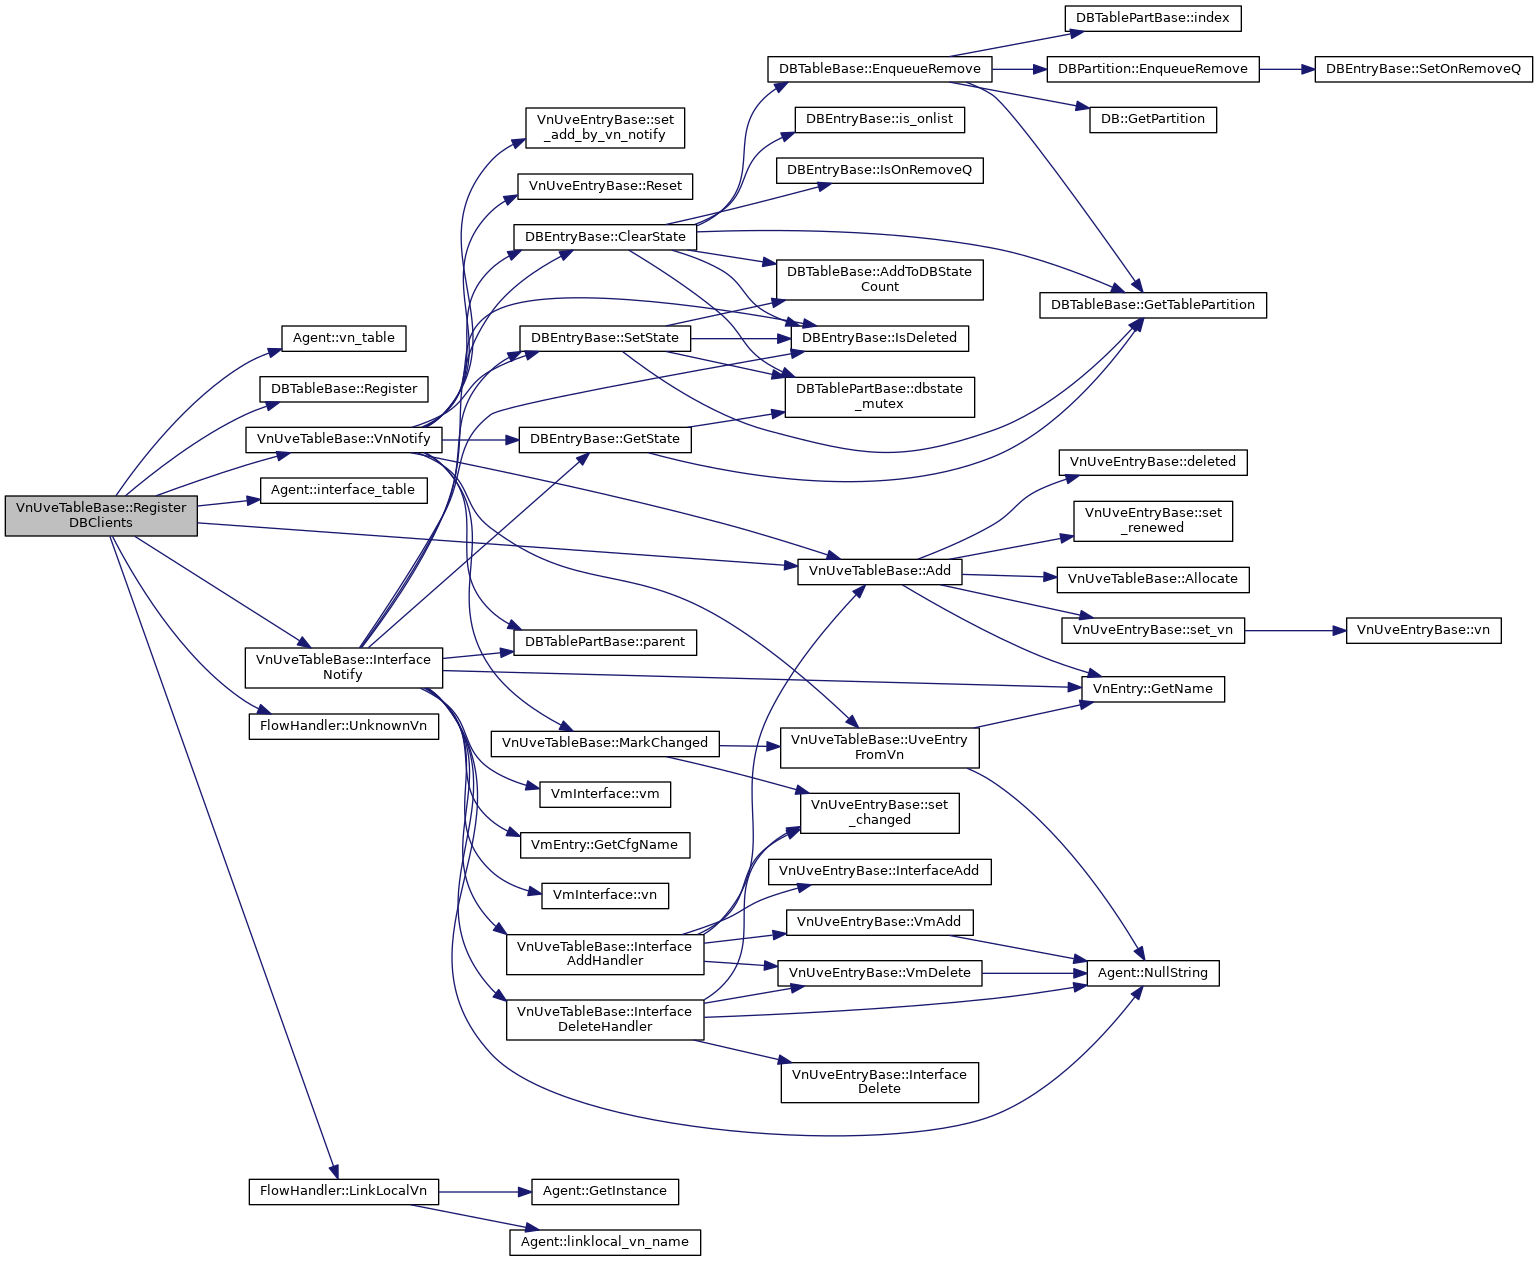 VnUveTableBase::Register
DBClients
Agent::vn_table
DBTableBase::Register
VnUveTableBase::VnNotify
Agent::interface_table
VnUveTableBase::Interface
Notify
FlowHandler::UnknownVn
FlowHandler::LinkLocalVn
VnUveEntryBase::set
_add_by_vn_notify
VnUveEntryBase::Reset
DBEntryBase::ClearState
DBEntryBase::SetState
DBEntryBase::GetState
DBTablePartBase::parent
VnUveTableBase::MarkChanged
VmInterface::vm
VmEntry::GetCfgName
VmInterface::vn
VnUveTableBase::Interface
AddHandler
VnUveTableBase::Interface
DeleteHandler
Agent::GetInstance
Agent::linklocal_vn_name
DBTableBase::EnqueueRemove
DBEntryBase::is_onlist
DBEntryBase::IsOnRemoveQ
DBTableBase::AddToDBState
Count
DBEntryBase::IsDeleted
DBTablePartBase::dbstate
_mutex
VnUveTableBase::Add
VnUveTableBase::UveEntry
FromVn
VnUveEntryBase::set
_changed
VnUveEntryBase::InterfaceAdd
VnUveEntryBase::VmAdd
VnUveEntryBase::VmDelete
VnUveEntryBase::Interface
Delete
DBTablePartBase::index
DBPartition::EnqueueRemove
DB::GetPartition
DBTableBase::GetTablePartition
VnUveEntryBase::deleted
VnUveEntryBase::set
_renewed
VnUveTableBase::Allocate
VnUveEntryBase::set_vn
VnEntry::GetName
Agent::NullString
DBEntryBase::SetOnRemoveQ
VnUveEntryBase::vn